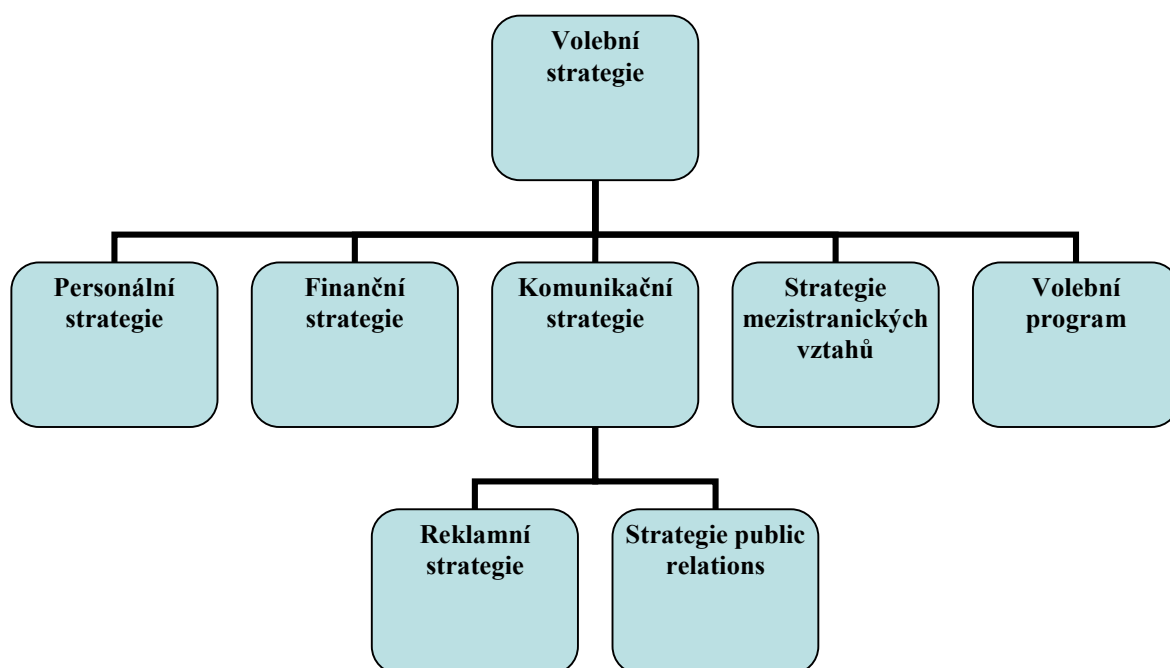 Volební
strategie
Personální
strategie
Finanční
strategie
Komunikační
strategie
Strategie
mezistranických
vztahů
Volební
program
Reklamní
strategie
Strategie public
relations